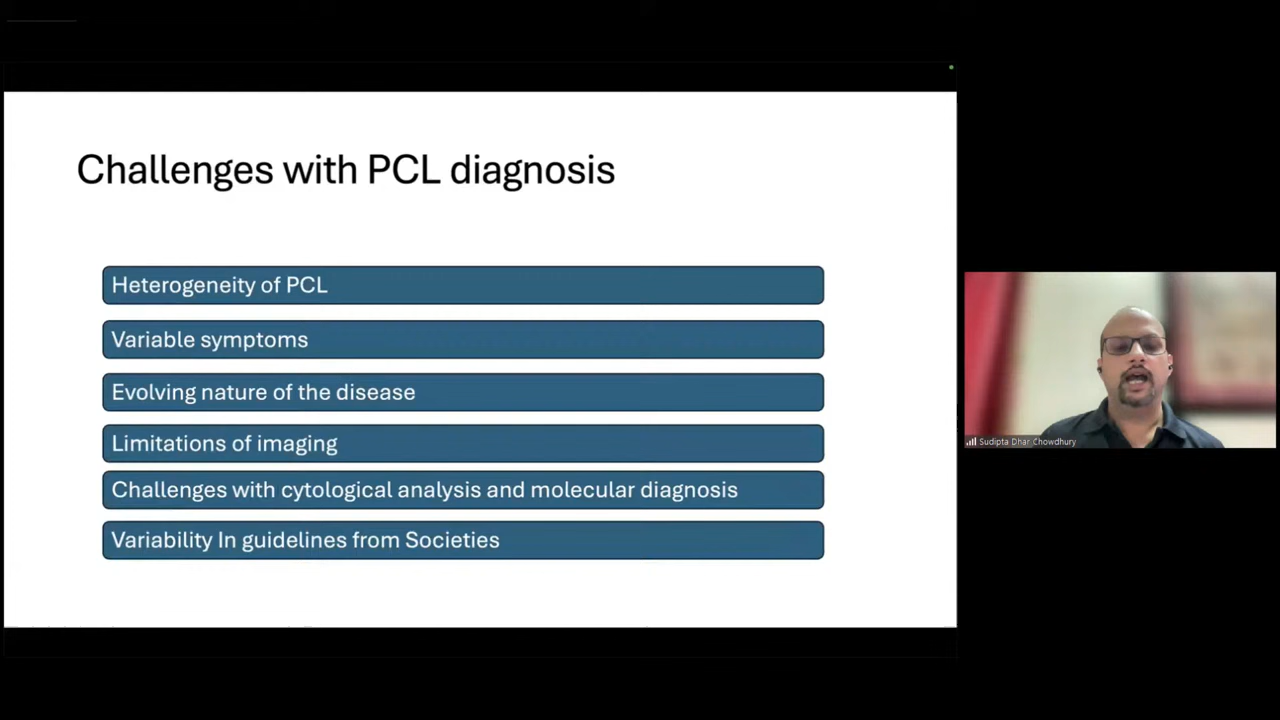 Challenges with PCL diagnosis
Heterogeneity of PCL
Variable symptoms
Evolving nature of the disease
Limitations of imaging
Challenges with cytological analysis and molecular diagnosis
Variability In guidelines from Societies
Sudipta Dhar Chowdhury